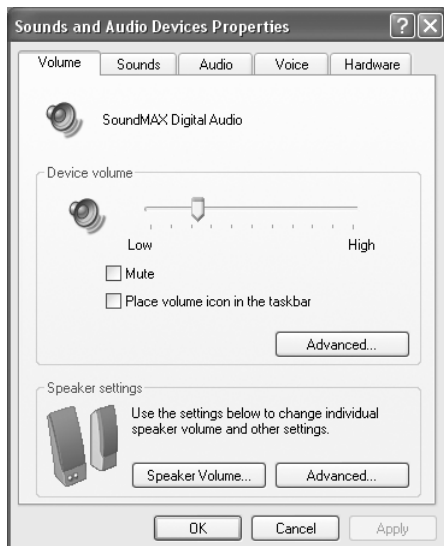 Sounds and Audio Devices Properties
Volume Sounds Audio Voice Hardware
SoundMAX Digital Audio
Device volume
Low High
Mute
Place volume icon in the taskbar
Advanced...
Speaker settings
Use the settings below to change individual
speaker volume and other settings.
Speaker Volume... Advanced...
OK Cancel Apply